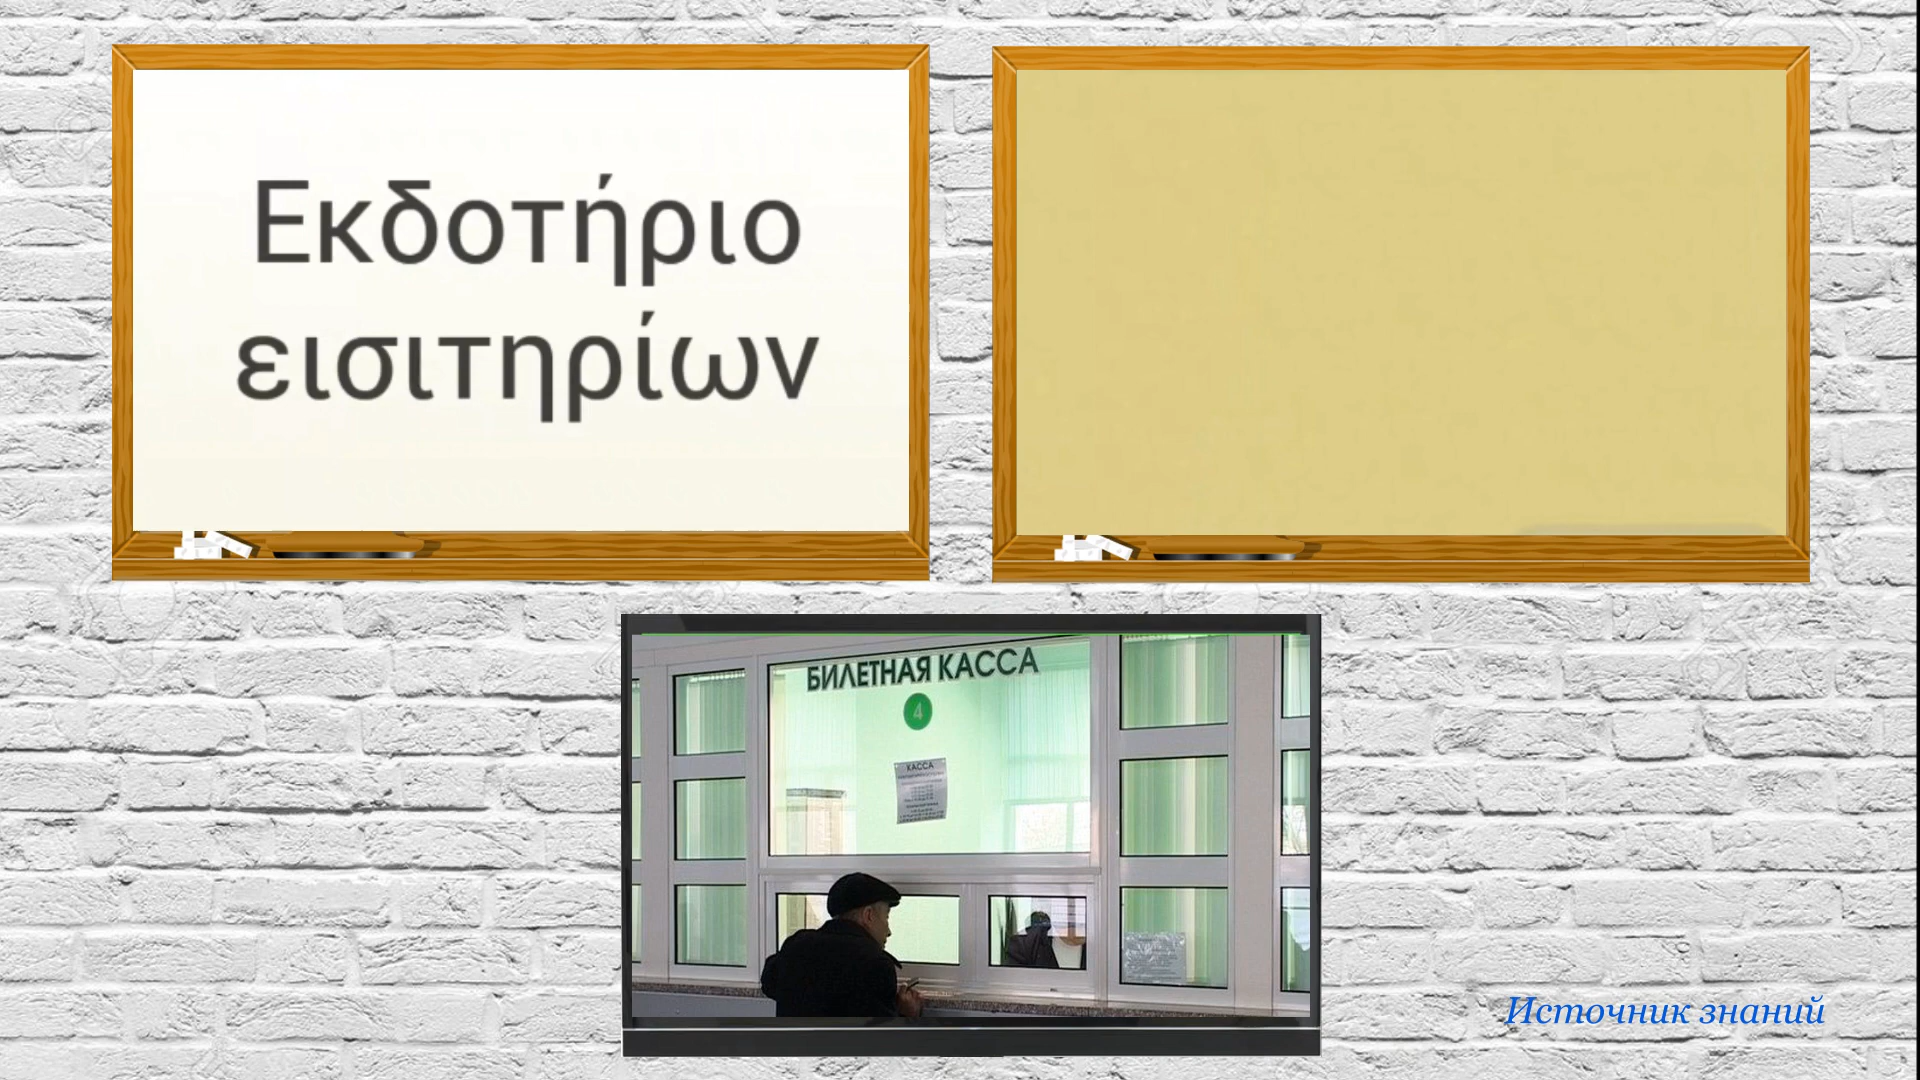 Εκδοτήριο
εισιτηρίων
БИЛЕТНАЯ КАССА
4
КАССА
Источник знаний